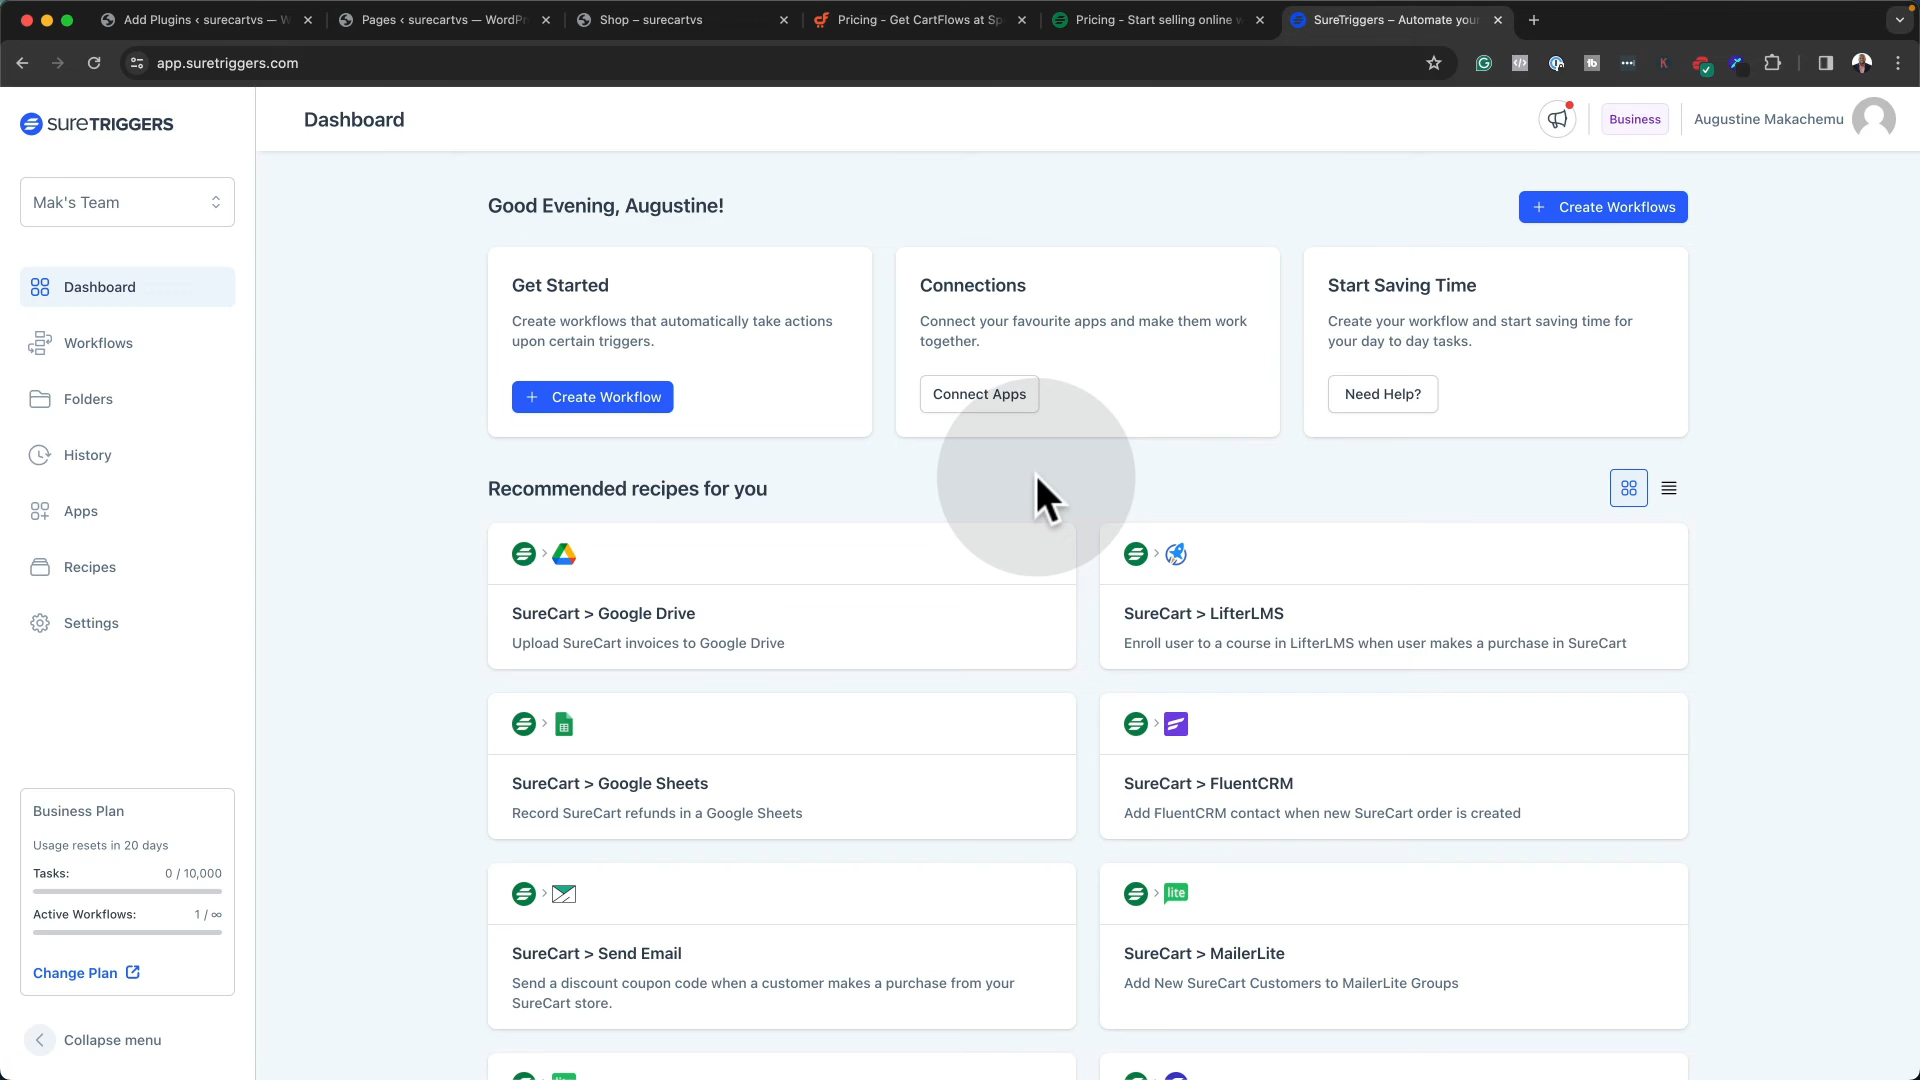 Add Plugins ‹ surecartvs — W
Pages ‹ surecartvs — WordPr
Shop – surecartvs
Pricing - Get CartFlows at Sp
Pricing - Start selling online w
SureTriggers – Automate your
app.suretriggers.com
SURETRIGGERS
Dashboard
Business
Augustine Makachemu
Mak's Team
Dashboard
Workflows
Folders
History
Apps
Recipes
Settings
Business Plan
Usage resets in 20 days
Tasks: 0 / 10,000
Active Workflows: 1 / ∞
Change Plan
Collapse menu
Good Evening, Augustine!
Create Workflows
Get Started
Create workflows that automatically take actions
upon certain triggers.
Create Workflow
Connections
Connect your favourite apps and make them work
together.
Connect Apps
Start Saving Time
Create your workflow and start saving time for
your day to day tasks.
Need Help?
Recommended recipes for you
SureCart > Google Drive
Upload SureCart invoices to Google Drive
SureCart > LifterLMS
Enroll user to a course in LifterLMS when user makes a purchase in SureCart
SureCart > Google Sheets
Record SureCart refunds in a Google Sheets
SureCart > FluentCRM
Add FluentCRM contact when new SureCart order is created
SureCart > Send Email
Send a discount coupon code when a customer makes a purchase from your
SureCart store.
lite
SureCart > MailerLite
Add New SureCart Customers to MailerLite Groups